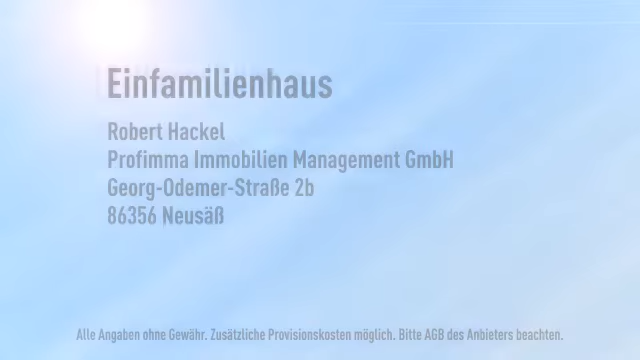 Einfamilienhaus
Robert Hackel
Profimma Immobilien Management GmbH
Georg-Odemer-Straße 2b
86356 Neusäß
Alle Angaben ohne Gewähr. Zusätzliche Provisionskosten möglich. Bitte AGB des Anbieters beachten.